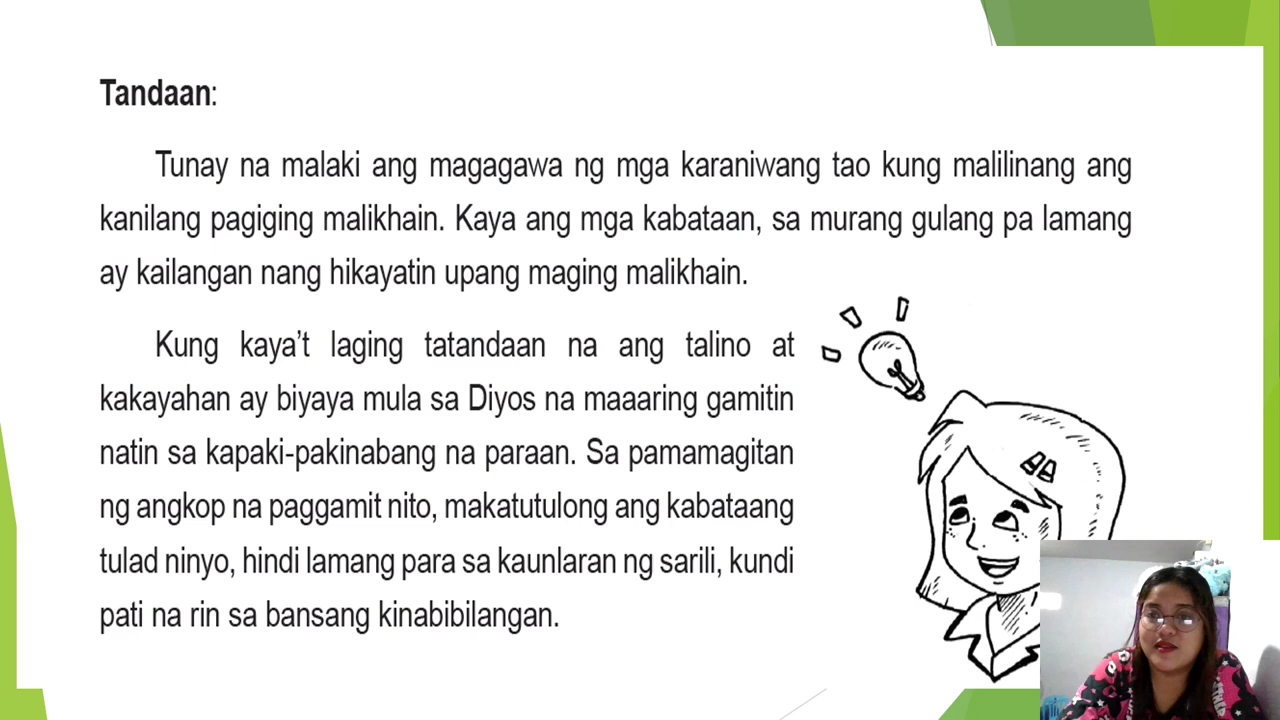 Tandaan:
Tunay na malaki ang magagawa ng mga karaniwang tao kung malilinang ang
kanilang pagiging malikhain. Kaya ang mga kabataan, sa murang gulang pa lamang
ay kailangan nang hikayatin upang maging malikhain.
Kung kaya’t laging tatandaan na ang talino at
kakayahan ay biyaya mula sa Diyos na maaaring gamitin
natin sa kapaki-pakinabang na paraan. Sa pamamagitan
ng angkop na paggamit nito, makatutulong ang kabataang
tulad ninyo, hindi lamang para sa kaunlaran ng sarili, kundi
pati na rin sa bansang kinabibilangan.